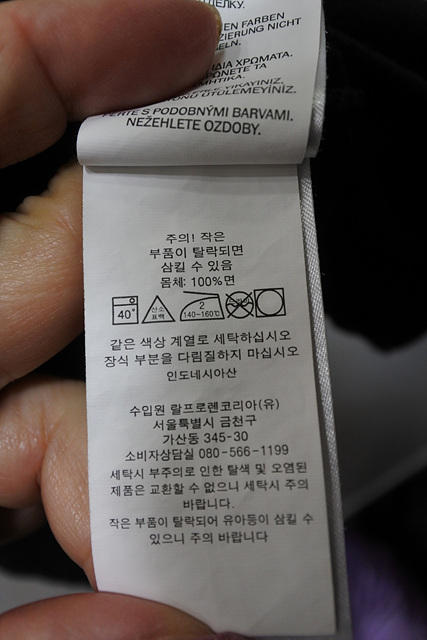 EN FARBEN
ZIERUNG NICHT
ΙΔΙΑ ΧΡΩΜΑΤΑ.
YIKAYINIZ.
ÜTÜLEMEYİNİZ.
PERTE S PODOBNÝMI BARVAMI.
NEŽEHLETE OZDOBY.
주의! 작은
부품이 탈락되면
삼킬 수 있음
몸체: 100%면
40° 산소 표백 2 140~160℃
같은 색상 계열로 세탁하십시오
장식 부분을 다림질하지 마십시오
인도네시아산
수입원 랄프로렌코리아(유)
서울특별시 금천구
가산동 345-30
소비자상담실 080-566-1199
세탁시 부주의로 인한 탈색 및 오염된
제품은 교환할 수 없으니 세탁시 주의
바랍니다.
작은 부품이 탈락되어 유아등이 삼킬 수
있으니 주의 바랍니다